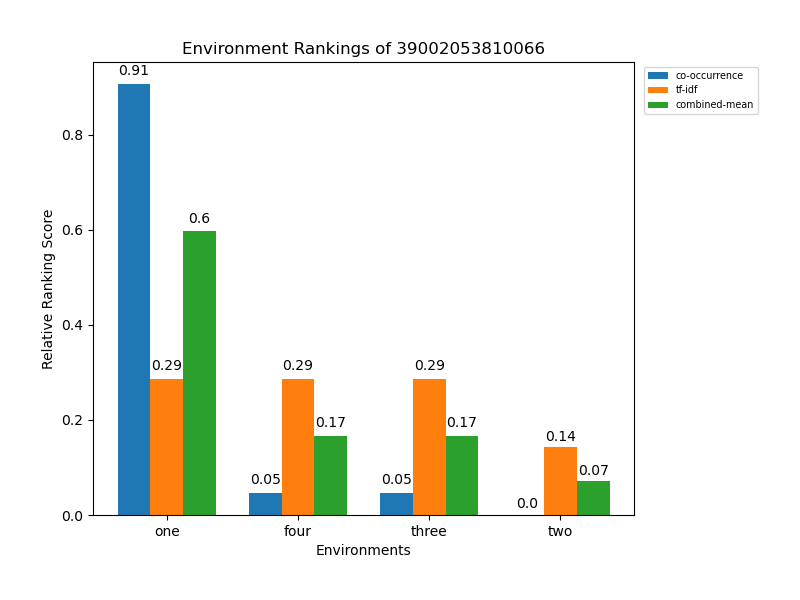 Environment Rankings of 39002053810066
co-occurrence
tf-idf
combined-mean
Relative Ranking Score
0.8
0.6
0.4
0.2
0.0
0.91
0.29
0.6
0.05
0.29
0.17
0.05
0.29
0.17
0.0
0.14
0.07
one
four
three
two
Environments